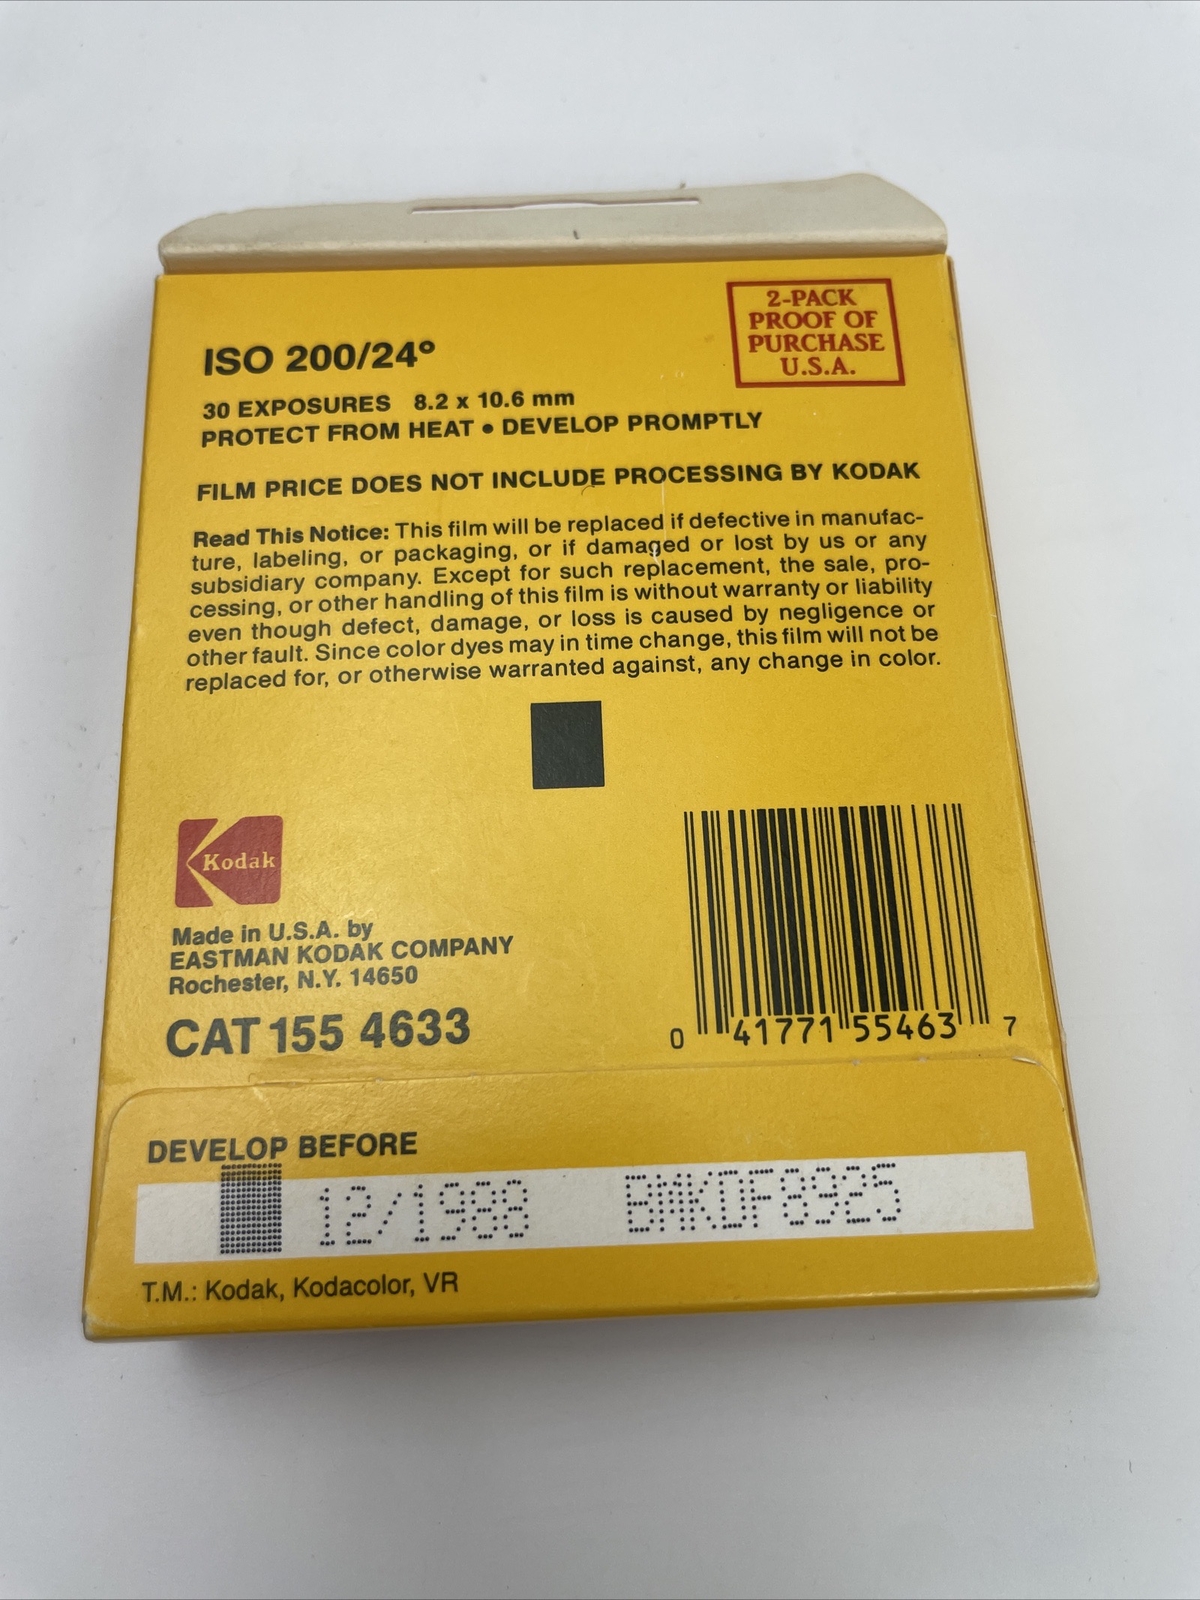 2-PACK
PROOF OF
PURCHASE
U.S.A.
ISO 200/24°
30 EXPOSURES 8.2 x 10.6 mm
PROTECT FROM HEAT • DEVELOP PROMPTLY
FILM PRICE DOES NOT INCLUDE PROCESSING BY KODAK
Read This Notice: This film will be replaced if defective in manufac-
ture, labeling, or packaging, or if damaged or lost by us or any
subsidiary company. Except for such replacement, the sale, pro-
cessing, or other handling of this film is without warranty or liability
even though defect, damage, or loss is caused by negligence or
other fault. Since color dyes may in time change, this film will not be
replaced for, or otherwise warranted against, any change in color.
Kodak
Made in U.S.A. by
EASTMAN KODAK COMPANY
Rochester, N.Y. 14650
CAT 155 4633
0 41771 55463 7
DEVELOP BEFORE
12/1988 BMKDF8925
T.M.: Kodak, Kodacolor, VR